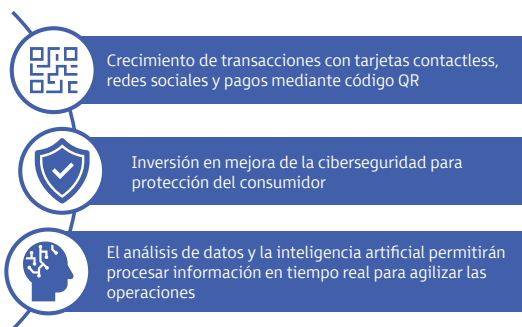 Crecimiento de transacciones con tarjetas contactless,
redes sociales y pagos mediante código QR
Inversión en mejora de la ciberseguridad para
protección del consumidor
El análisis de datos y la inteligencia artificial permitirán
procesar información en tiempo real para agilizar las
operaciones